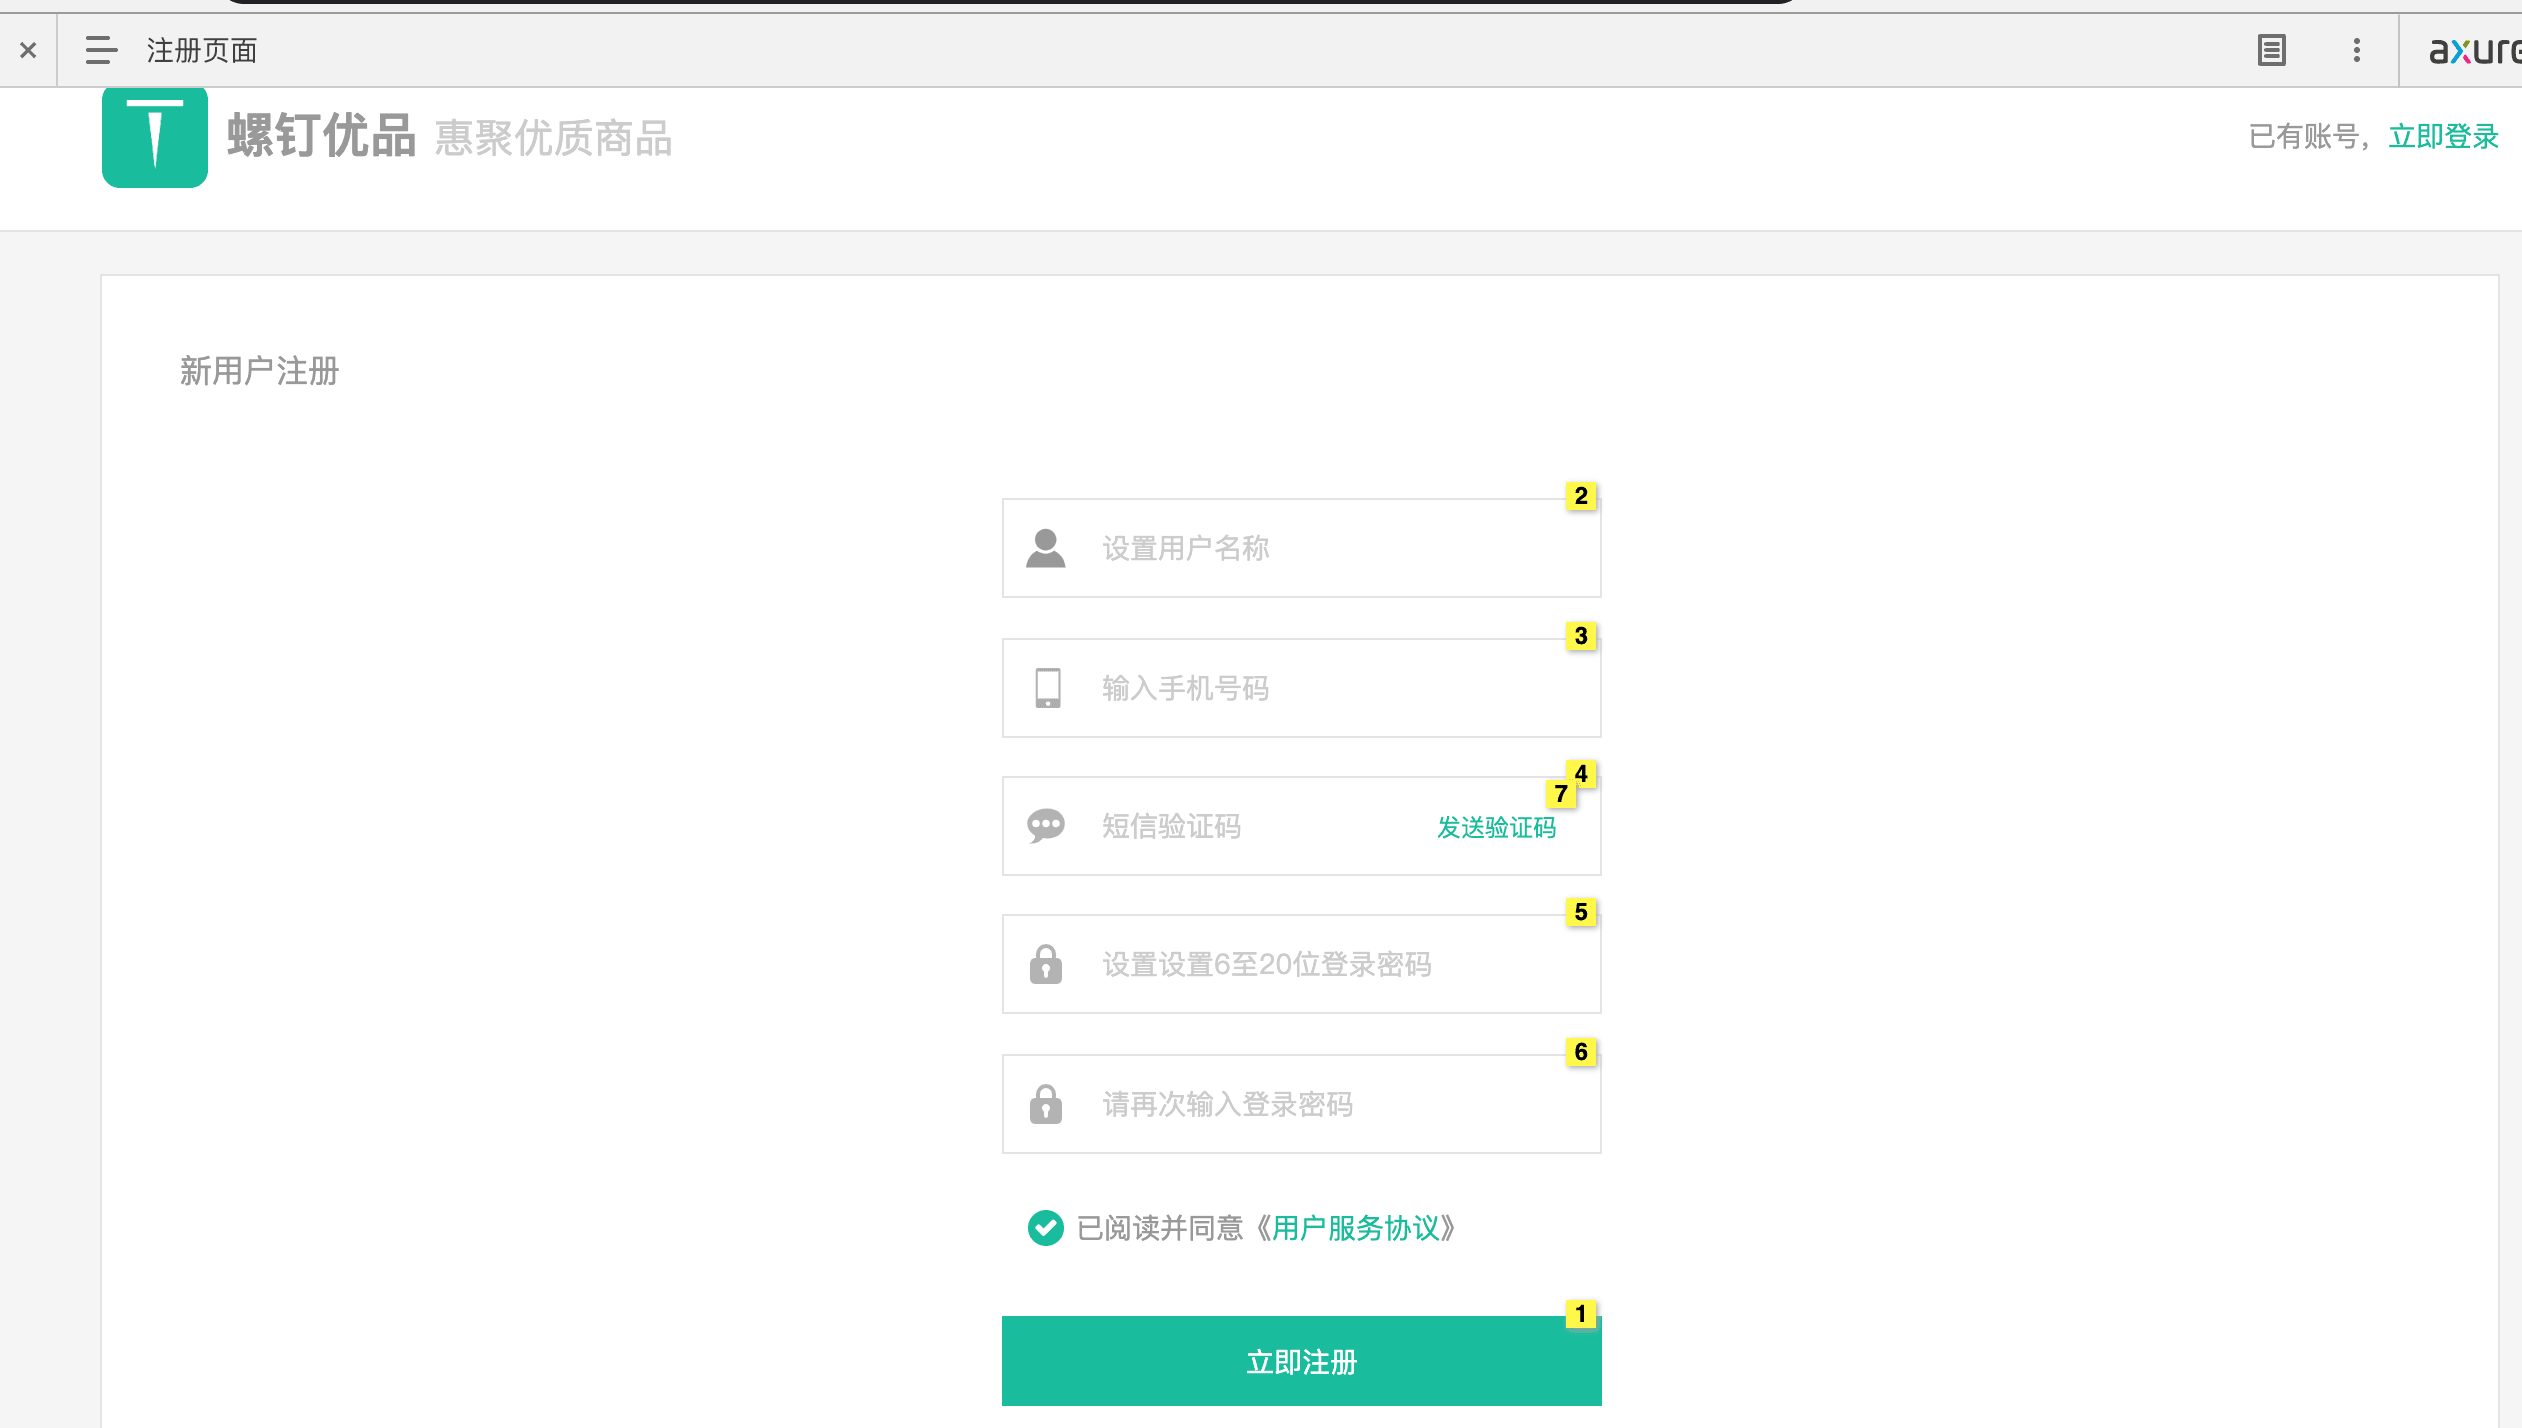 注册页面
axure
螺钉优品 惠聚优质商品
已有账号，立即登录
新用户注册
2
设置用户名称
3
输入手机号码
4
7
短信验证码 发送验证码
5
设置设置6至20位登录密码
6
请再次输入登录密码
已阅读并同意《用户服务协议》
1
立即注册